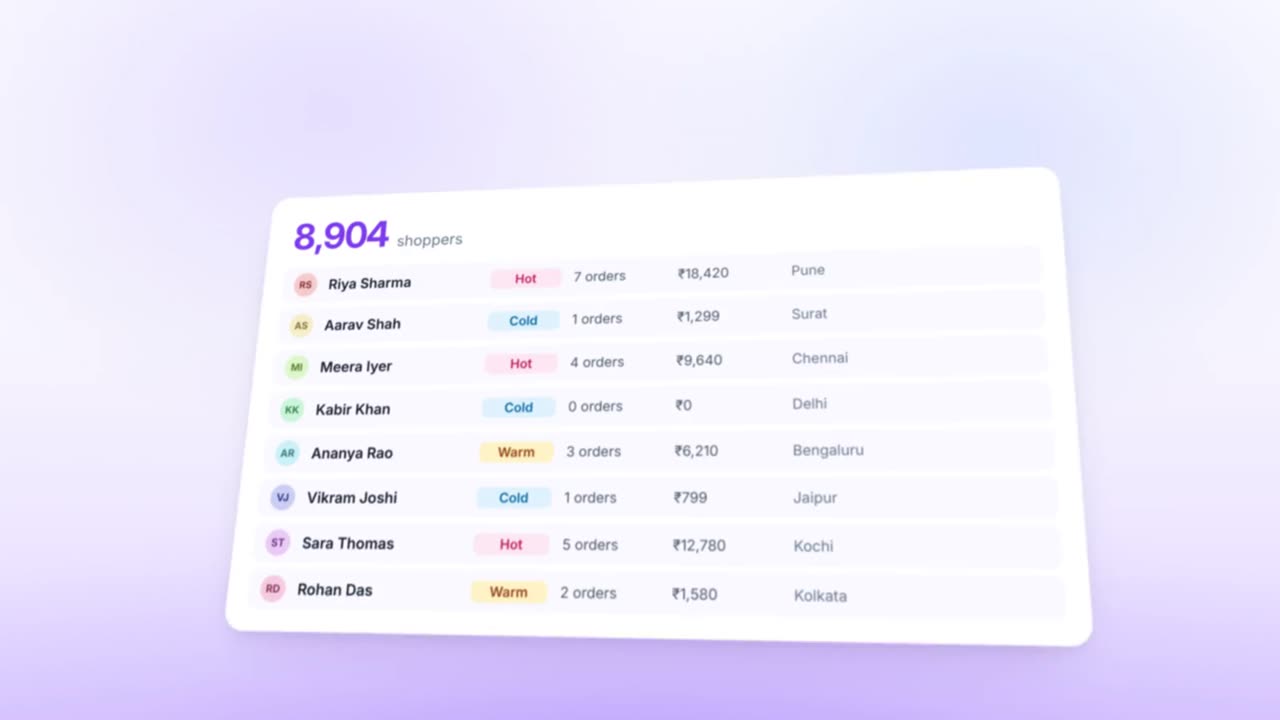 8,904 shoppers
RS Riya Sharma Hot 7 orders ₹18,420 Pune
AS Aarav Shah Cold 1 orders ₹1,299 Surat
MI Meera Iyer Hot 4 orders ₹9,640 Chennai
KK Kabir Khan Cold 0 orders ₹0 Delhi
AR Ananya Rao Warm 3 orders ₹6,210 Bengaluru
VJ Vikram Joshi Cold 1 orders ₹799 Jaipur
ST Sara Thomas Hot 5 orders ₹12,780 Kochi
RD Rohan Das Warm 2 orders ₹1,580 Kolkata